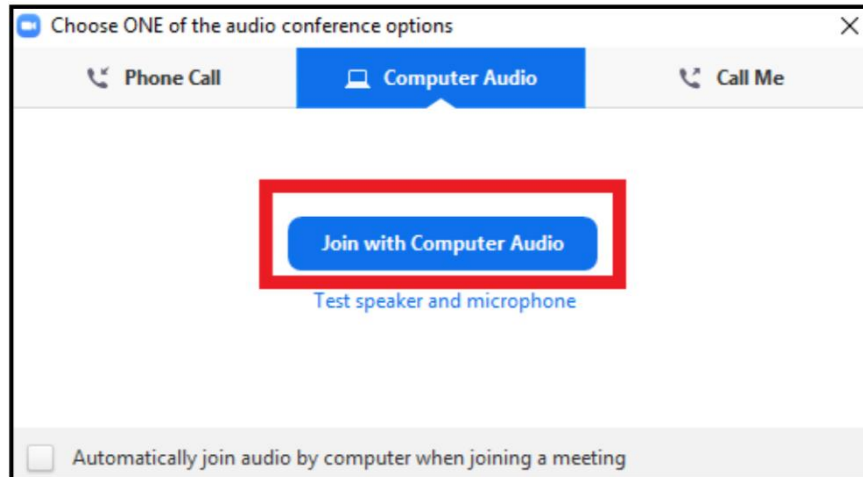 Choose ONE of the audio conference options
Phone Call
Computer Audio
Call Me
Join with Computer Audio
Test speaker and microphone
Automatically join audio by computer when joining a meeting